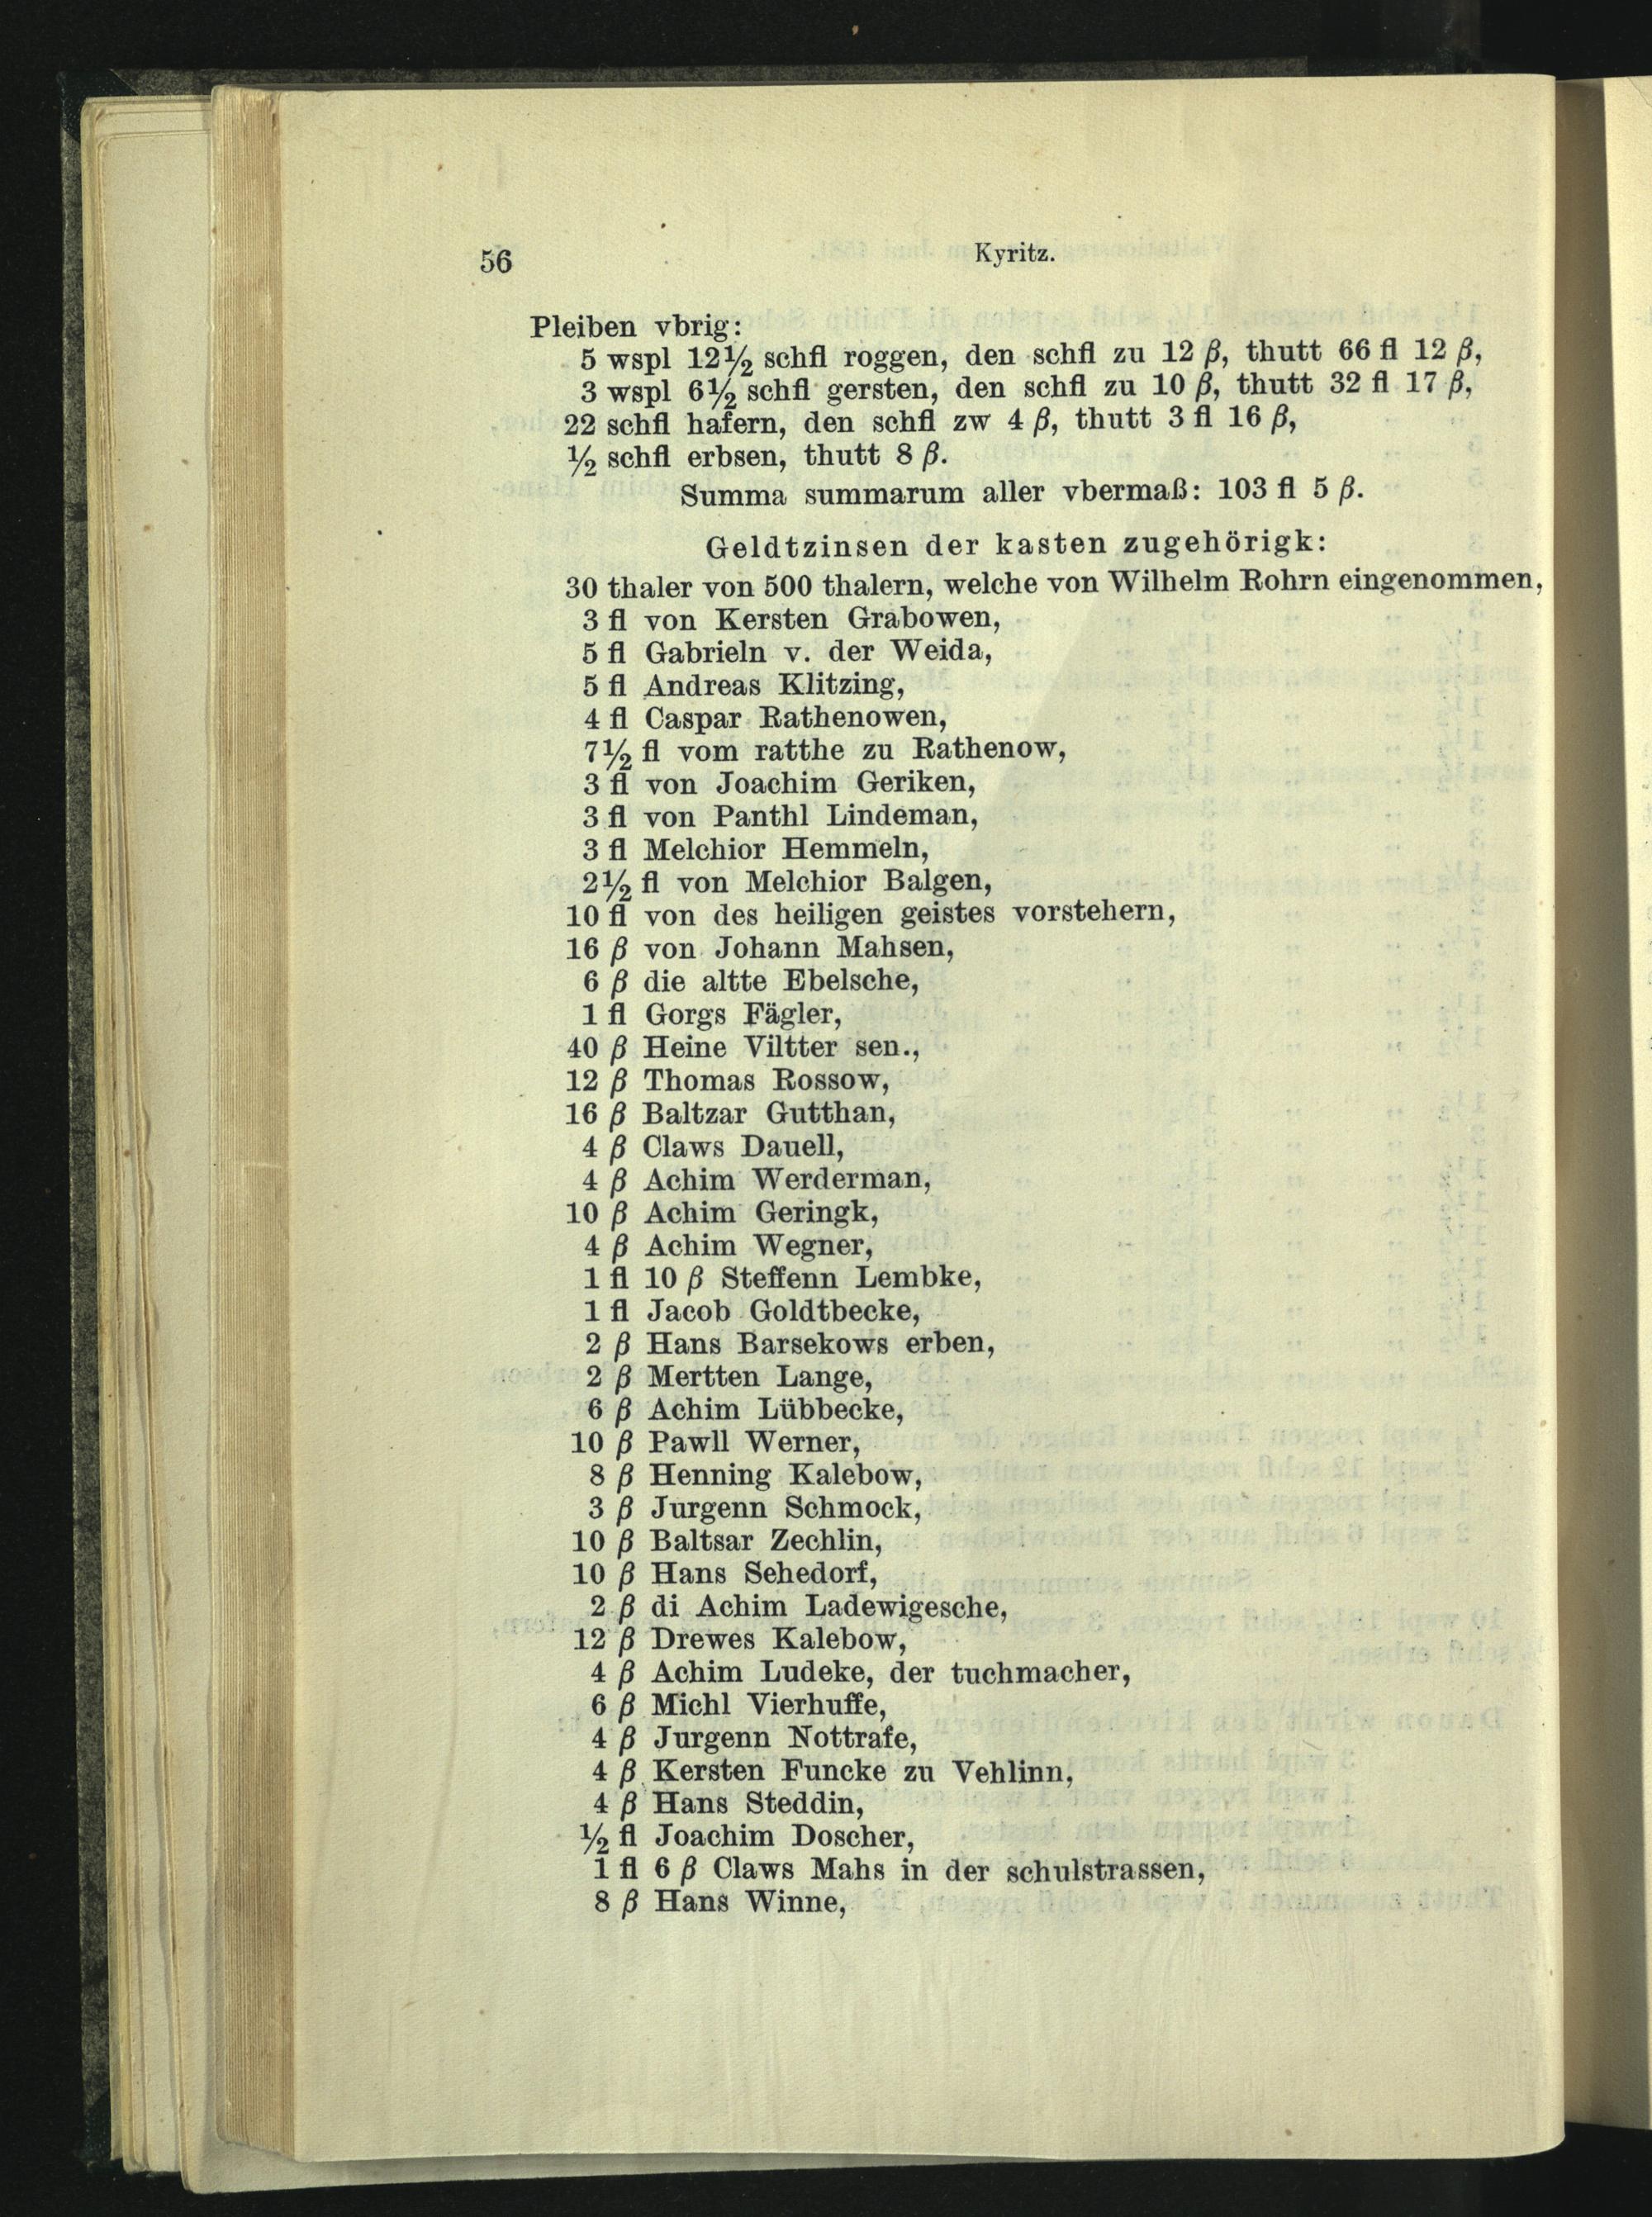 56
Kyritz.
Pleiben vbrig:
5 wspl 12½ schfl roggen, den schfl zu 12 β, thutt 66 fl 12 β,
3 wspl 6½ schfl gersten, den schfl zu 10 β, thutt 32 fl 17 β,
22 schfl hafern, den schfl zw 4 β, thutt 3 fl 16 β,
½ schfl erbsen, thutt 8 β.
Summa summarum aller vbermaß: 103 fl 5 β.
Geldtzinsen der kasten zugehörigk:
30 thaler von 500 thalern, welche von Wilhelm Rohrn eingenommen,
3 fl von Kersten Grabowen,
5 fl Gabrieln v. der Weida,
5 fl Andreas Klitzing,
4 fl Caspar Rathenowen,
7½ fl vom ratthe zu Rathenow,
3 fl von Joachim Geriken,
3 fl von Panthl Lindeman,
3 fl Melchior Hemmeln,
2½ fl von Melchior Balgen,
10 fl von des heiligen geistes vorstehern,
16 β von Johann Mahsen,
6 β die altte Ebelsche,
1 fl Gorgs Fägler,
40 β Heine Viltter sen.,
12 β Thomas Rossow,
16 β Baltzar Gutthan,
4 β Claws Dauell,
4 β Achim Werderman,
10 β Achim Geringk,
4 β Achim Wegner,
1 fl 10 β Steffenn Lembke,
1 fl Jacob Goldtbecke,
2 β Hans Barsekows erben,
2 β Mertten Lange,
6 β Achim Lübbecke,
10 β Pawll Werner,
8 β Henning Kalebow,
3 β Jurgenn Schmock,
10 β Baltsar Zechlin,
10 β Hans Sehedorf,
2 β di Achim Ladewigesche,
12 β Drewes Kalebow,
4 β Achim Ludeke, der tuchmacher,
6 β Michl Vierhuffe,
4 β Jurgenn Nottrafe,
4 β Kersten Funcke zu Vehlinn,
4 β Hans Steddin,
½ fl Joachim Doscher,
1 fl 6 β Claws Mahs in der schulstrassen,
8 β Hans Winne,